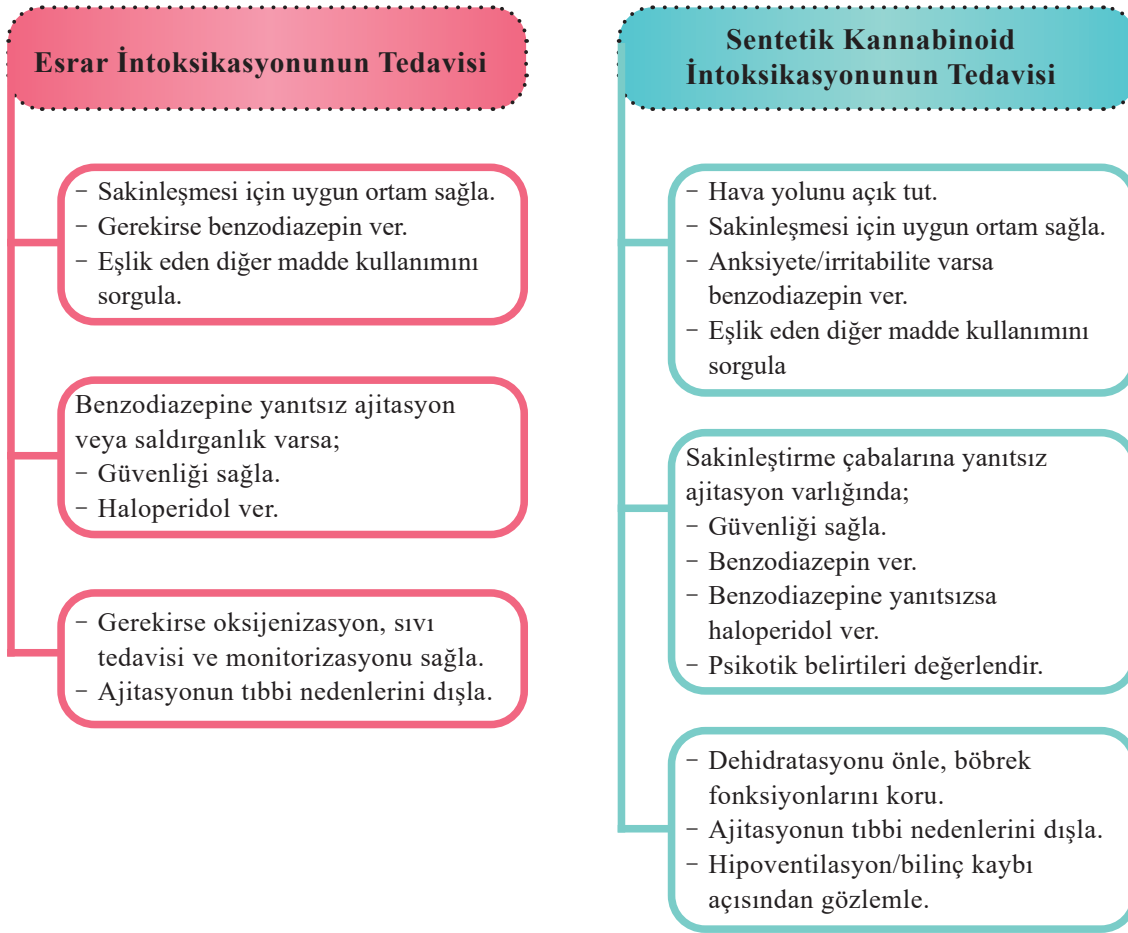 Esrar İntoksikasyonunun Tedavisi
– Sakinleşmesi için uygun ortam sağla.
– Gerekirse benzodiazepin ver.
– Eşlik eden diğer madde kullanımını
sorgula.
Benzodiazepine yanıtsız ajitasyon
veya saldırganlık varsa;
– Güvenliği sağla.
– Haloperidol ver.
– Gerekirse oksijenizasyon, sıvı
tedavisi ve monitorizasyonu sağla.
– Ajitasyonun tıbbi nedenlerini dışla.
Sentetik Kannabinoid
İntoksikasyonunun Tedavisi
– Hava yolunu açık tut.
– Sakinleşmesi için uygun ortam sağla.
– Anksiyete/irritabilite varsa
benzodiazepin ver.
– Eşlik eden diğer madde kullanımını
sorgula
Sakinleştirme çabalarına yanıtsız
ajitasyon varlığında;
– Güvenliği sağla.
– Benzodiazepin ver.
– Benzodiazepine yanıtsızsa
haloperidol ver.
– Psikotik belirtileri değerlendir.
– Dehidratasyonu önle, böbrek
fonksiyonlarını koru.
– Ajitasyonun tıbbi nedenlerini dışla.
– Hipoventilasyon/bilinç kaybı
açısından gözlemle.